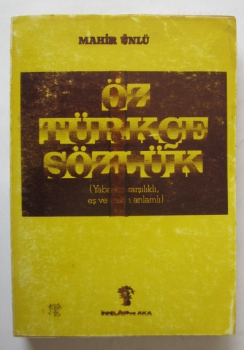 MAHİR ÜNLÜ
ÖZ
TÜRKÇE
SÖZLÜK
karşılıklı,
eş ve anlamlı)
İNKILÂP ve AKA